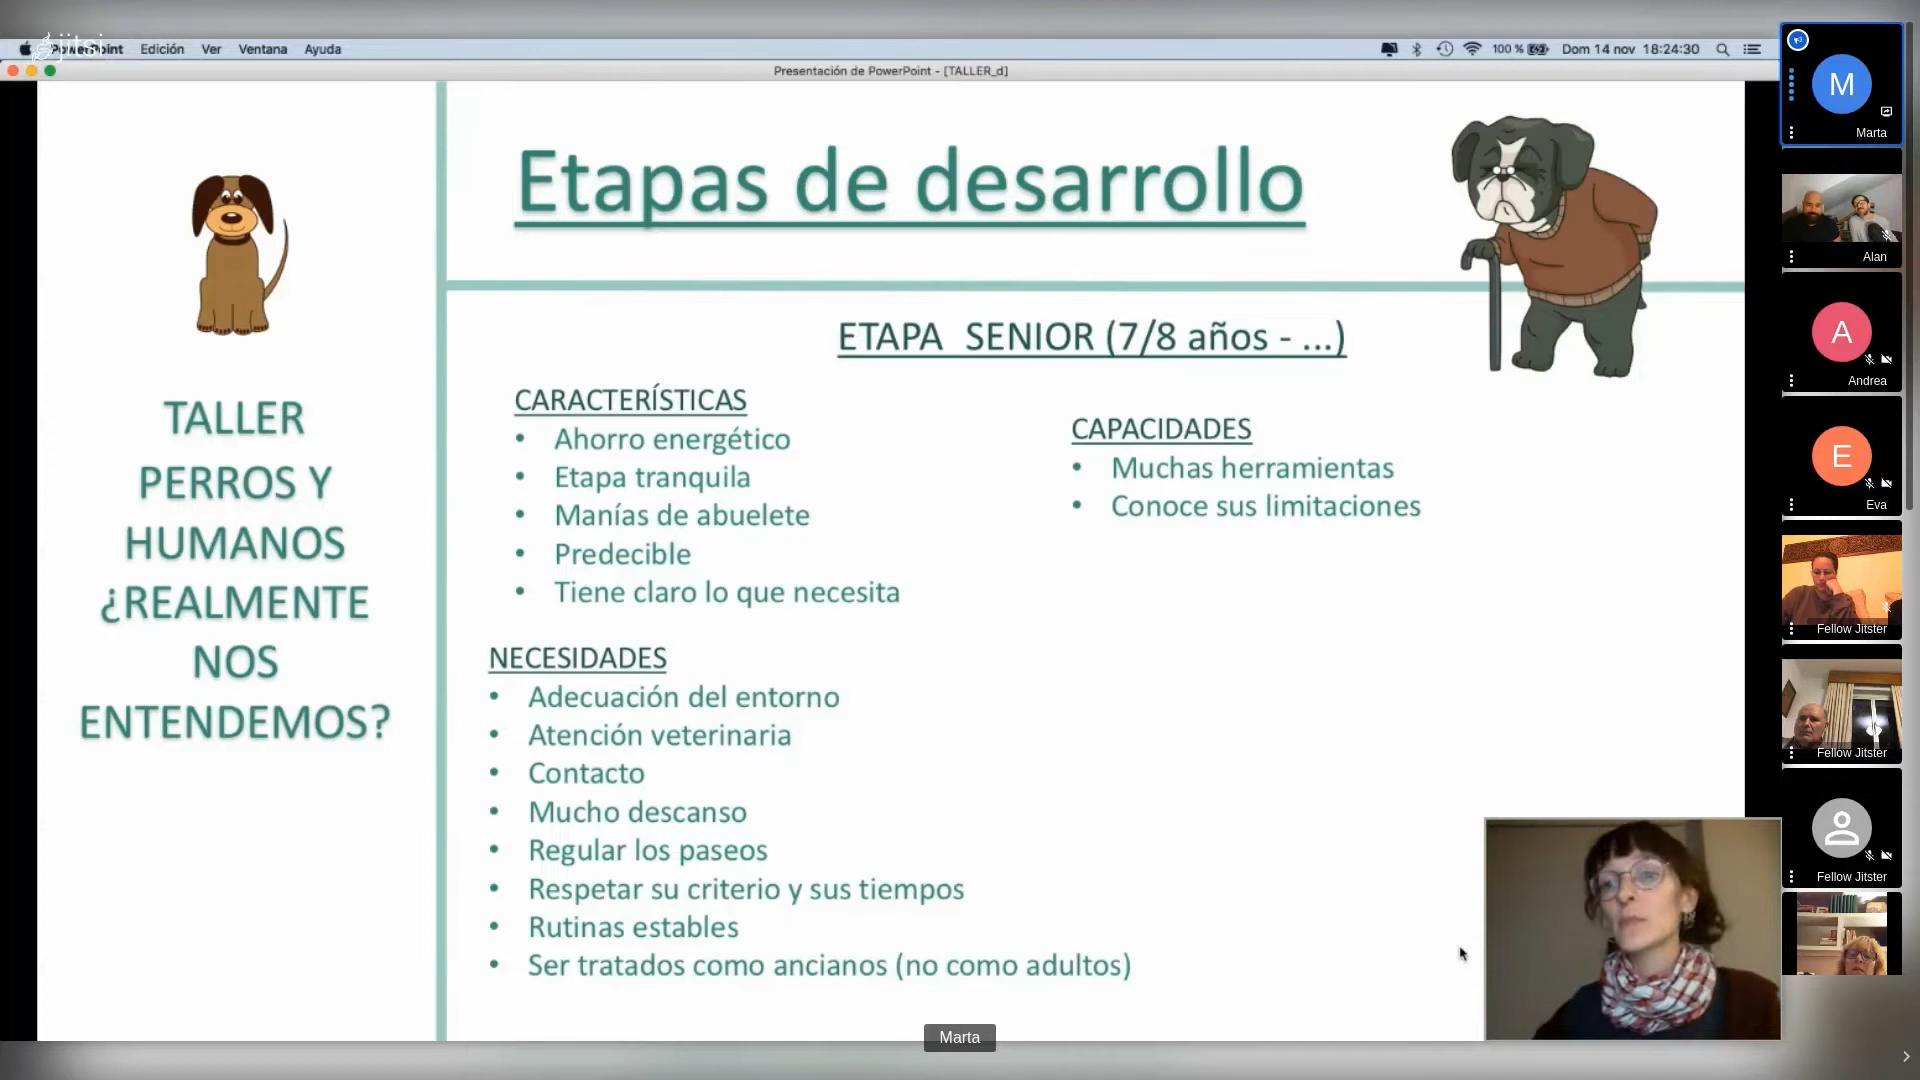 jitsi
PowerPoint Edición Ver Ventana Ayuda
100 % Dom 14 nov 18:24:30
Presentación de PowerPoint - [TALLER_d]
TALLER
PERROS Y
HUMANOS
¿REALMENTE
NOS
ENTENDEMOS?
Etapas de desarrollo
ETAPA SENIOR (7/8 años - ...)
CARACTERÍSTICAS
• Ahorro energético
• Etapa tranquila
• Manías de abuelete
• Predecible
• Tiene claro lo que necesita
CAPACIDADES
• Muchas herramientas
• Conoce sus limitaciones
NECESIDADES
• Adecuación del entorno
• Atención veterinaria
• Contacto
• Mucho descanso
• Regular los paseos
• Respetar su criterio y sus tiempos
• Rutinas estables
• Ser tratados como ancianos (no como adultos)
Marta
M
Marta
Alan
A
Andrea
E
Eva
Fellow Jitster
Fellow Jitster
Fellow Jitster